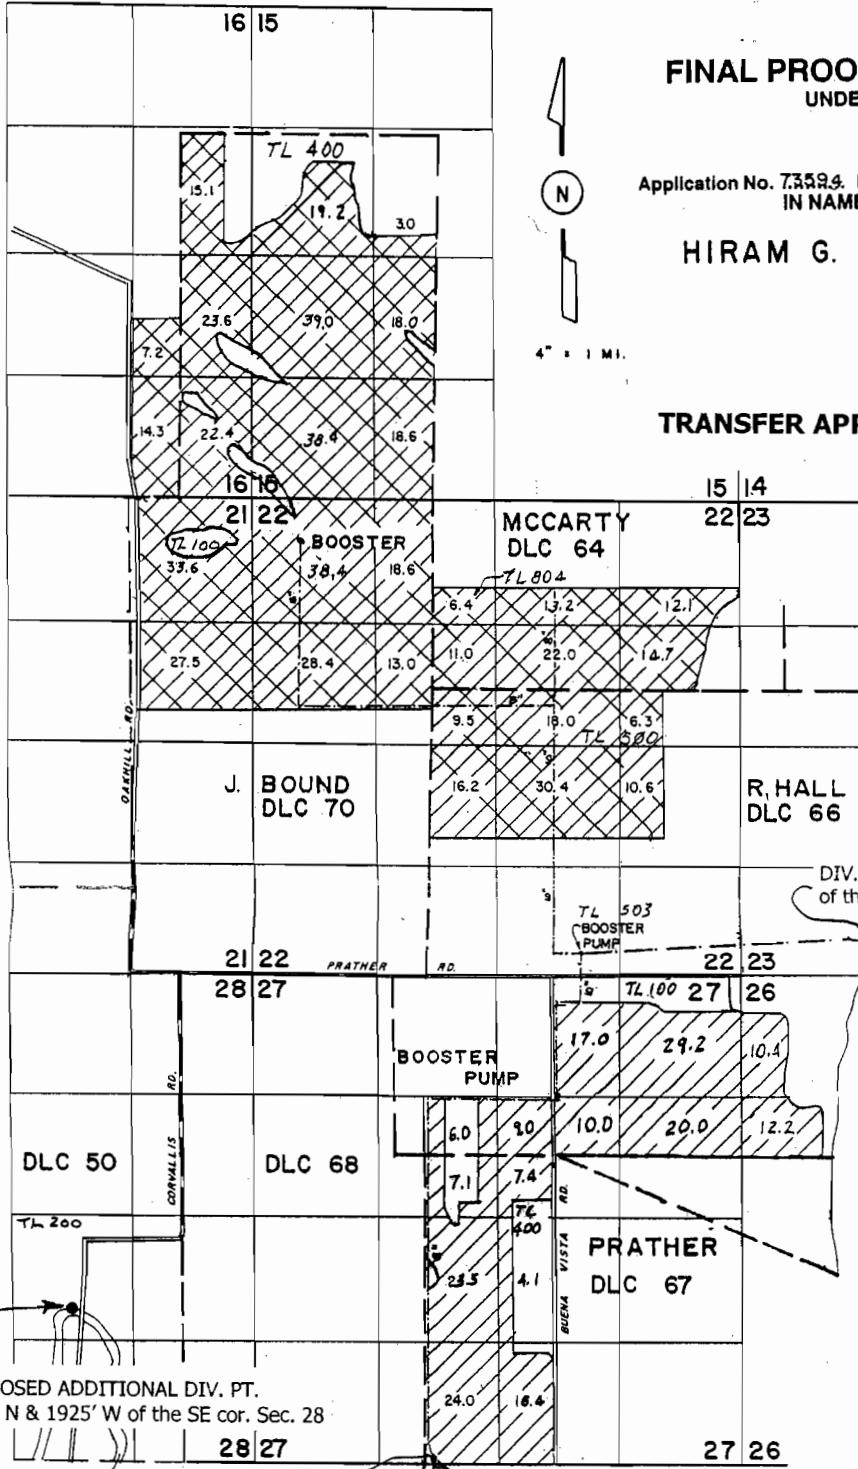 16 15
FINAL PROO
UNDE
TL 400
15.1
19.2
3.0
N
Application No. 73594
IN NAME
HIRAM G.
23.6
39.0
18.0
7.2
4" = 1 MI.
14.3
22.4
38.4
18.6
TRANSFER APP
16 15
21 22
15 14
22 23
MCCARTY
DLC 64
TL 100
BOOSTER
33.6
38.4
18.6
TL 804
6.4
13.2
12.1
8"
27.5
28.4
13.0
11.0
22.0
14.7
8"
OAKHILL RD.
9.5
18.0
6.3
TL 500
J. BOUND
DLC 70
16.2
30.4
10.6
R. HALL
DLC 66
DIV.
of th
TL 503
BOOSTER
PUMP
21 22
PRATHER RD.
22 23
28 27
TL 100
27 26
17.0
29.2
10.4
BOOSTER
PUMP
6.0
9.0
10.0
20.0
12.2
DLC 50
CORVALLIS RD.
DLC 68
7.1
7.4
TL 200
TL
400
BUENA VISTA RD.
PRATHER
DLC 67
23.5
4.1
OSED ADDITIONAL DIV. PT.
N & 1925' W of the SE cor. Sec. 28
24.0
28 27
27 26